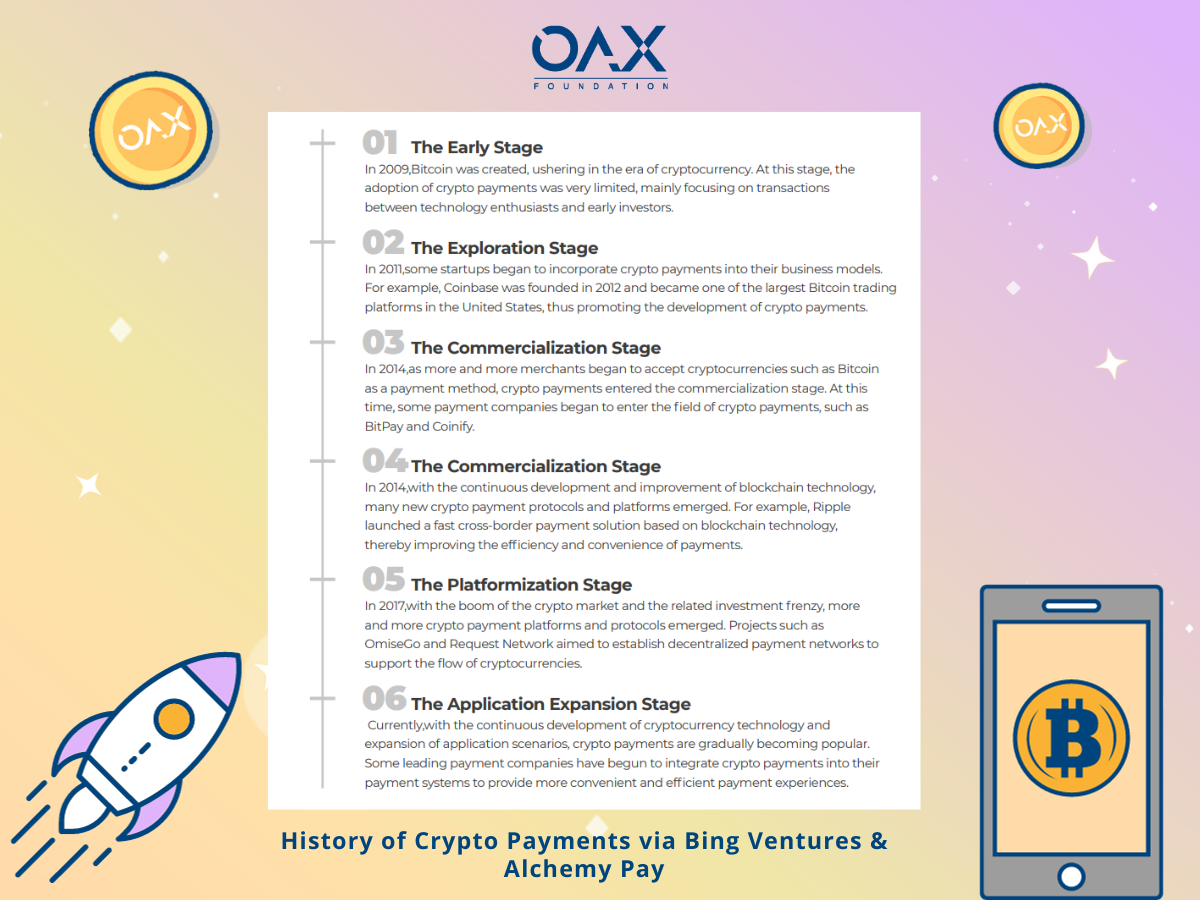 OAX
FOUNDATION
OAX
OAX
01 The Early Stage
In 2009,Bitcoin was created, ushering in the era of cryptocurrency. At this stage, the
adoption of crypto payments was very limited, mainly focusing on transactions
between technology enthusiasts and early investors.
02 The Exploration Stage
In 2011,some startups began to incorporate crypto payments into their business models.
For example, Coinbase was founded in 2012 and became one of the largest Bitcoin trading
platforms in the United States, thus promoting the development of crypto payments.
03 The Commercialization Stage
In 2014,as more and more merchants began to accept cryptocurrencies such as Bitcoin
as a payment method, crypto payments entered the commercialization stage. At this
time, some payment companies began to enter the field of crypto payments, such as
BitPay and Coinify.
04 The Commercialization Stage
In 2014,with the continuous development and improvement of blockchain technology,
many new crypto payment protocols and platforms emerged. For example, Ripple
launched a fast cross-border payment solution based on blockchain technology,
thereby improving the efficiency and convenience of payments.
05 The Platformization Stage
In 2017,with the boom of the crypto market and the related investment frenzy, more
and more crypto payment platforms and protocols emerged. Projects such as
OmiseGo and Request Network aimed to establish decentralized payment networks to
support the flow of cryptocurrencies.
06 The Application Expansion Stage
Currently,with the continuous development of cryptocurrency technology and
expansion of application scenarios, crypto payments are gradually becoming popular.
Some leading payment companies have begun to integrate crypto payments into their
payment systems to provide more convenient and efficient payment experiences.
History of Crypto Payments via Bing Ventures &
Alchemy Pay